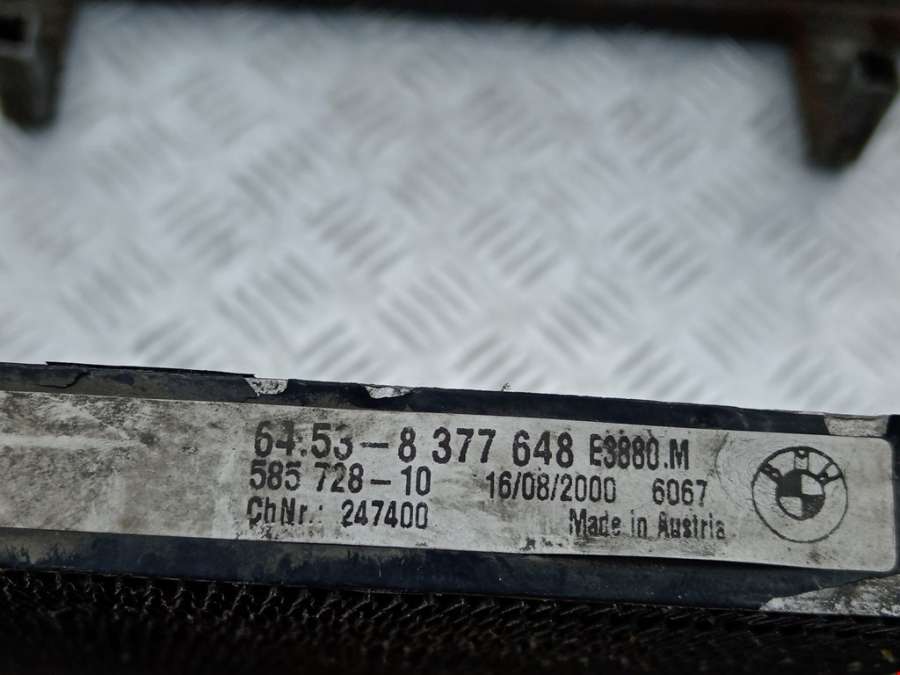 64.53-8 377 648 E3880.M
585 728-10 16/08/2000 6067
ChNr.: 247400 Made in Austria